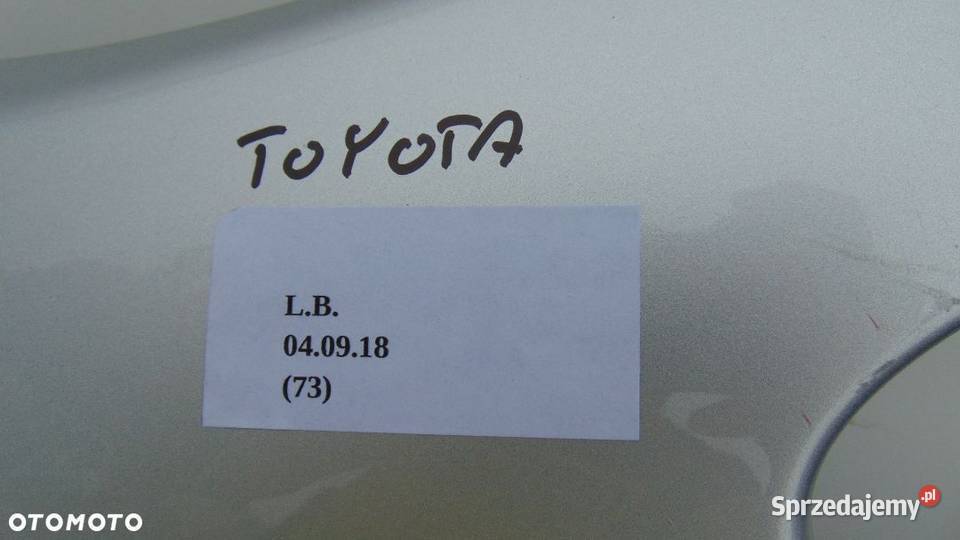 TOYOTA
L.B.
04.09.18
(73)
OTOMOTO
Sprzedajemy.pl